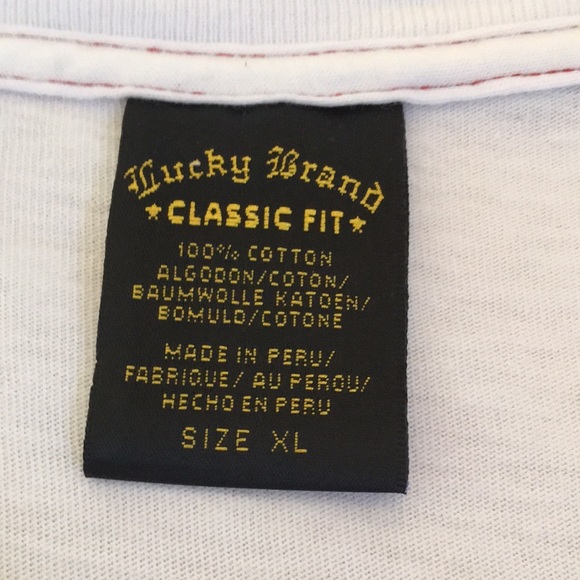 Lucky Brand
★ CLASSIC FIT ★
100% COTTON
ALGODON/COTON/
BAUMWOLLE KATOEN/
BOMULD/COTONE
MADE IN PERU/
FABRIQUE/ AU PEROU/
HECHO EN PERU
SIZE XL